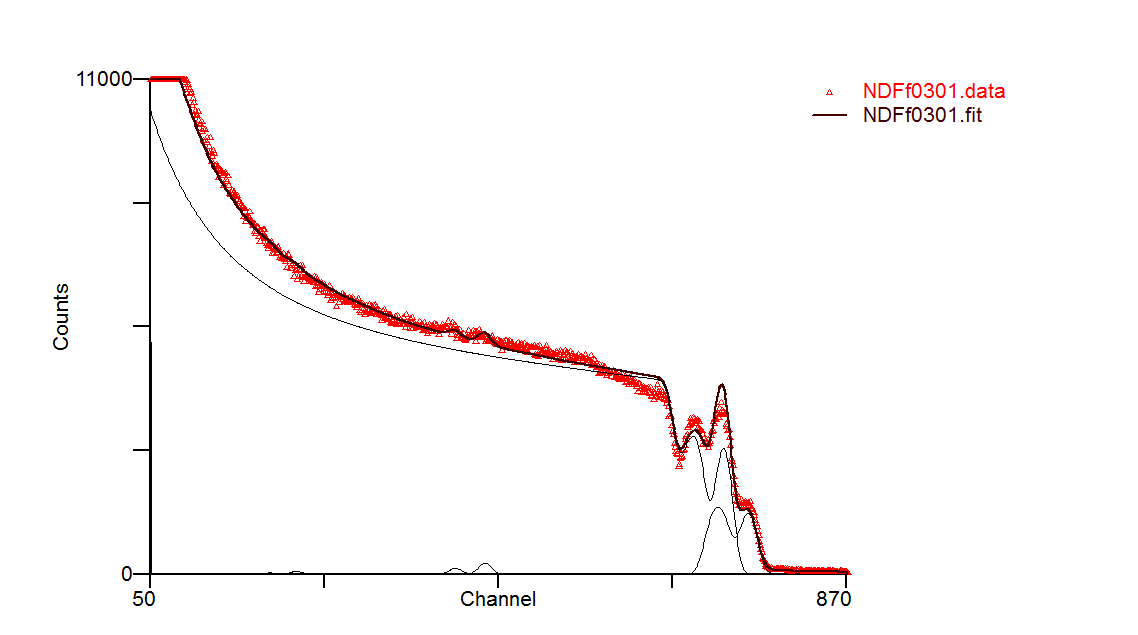 11000
NDFf0301.data
NDFf0301.fit
Counts
0
50
Channel
870